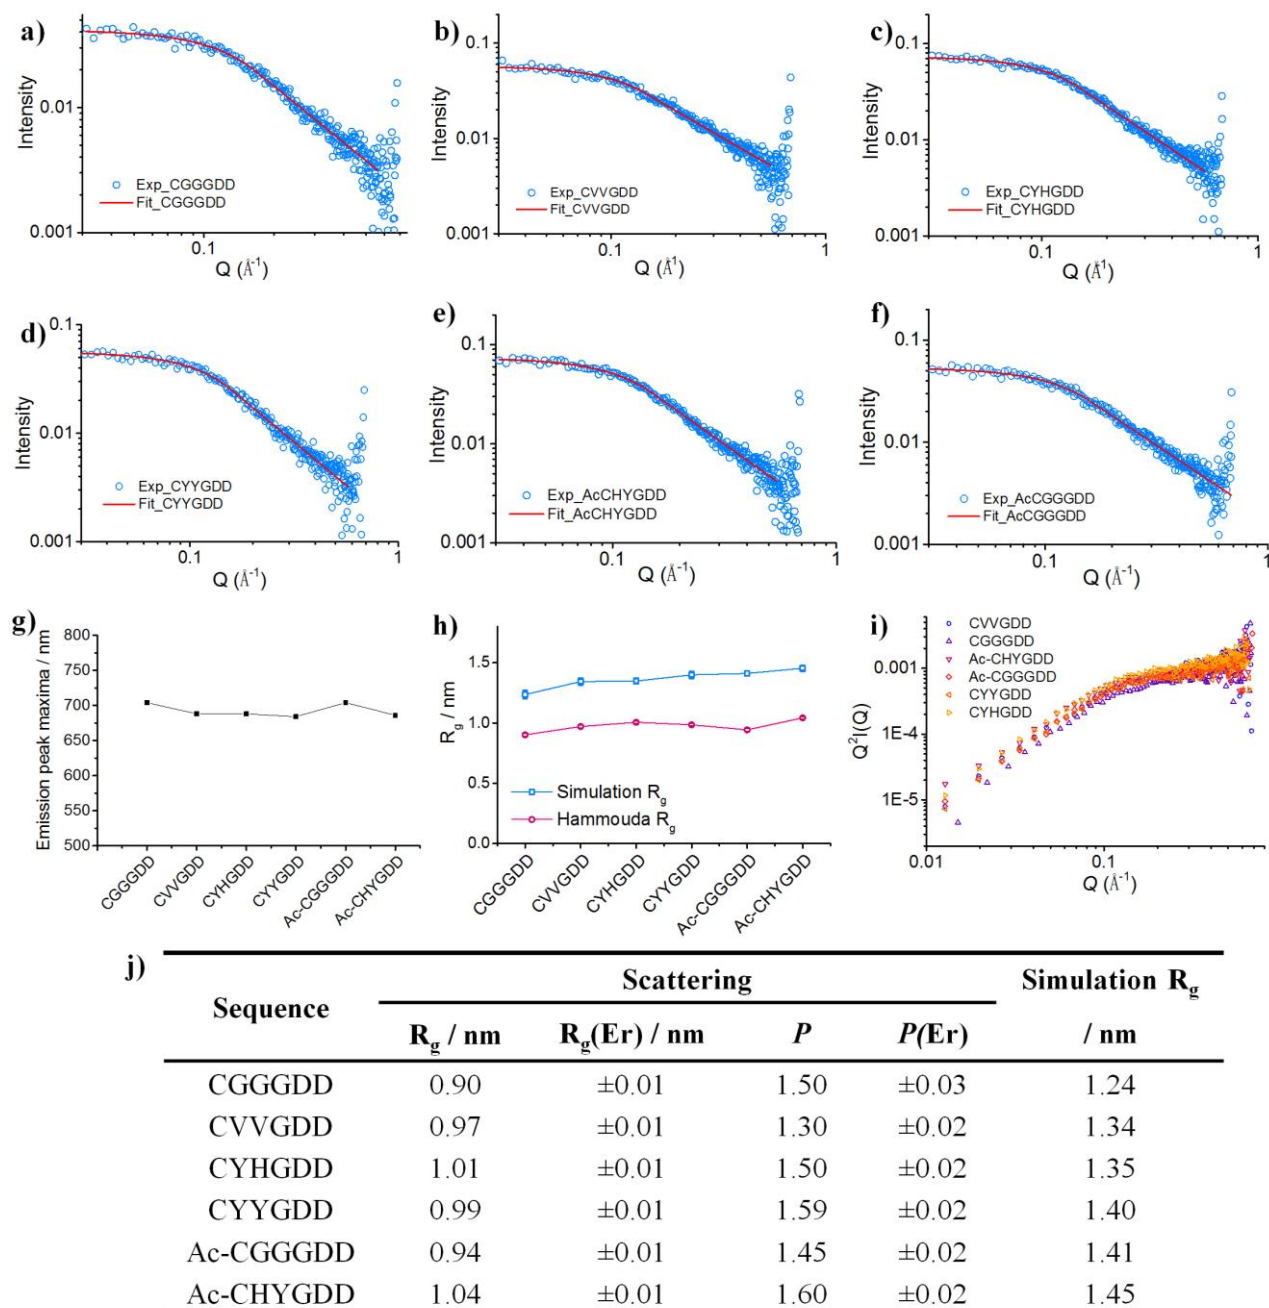 a)
Intensity
0.01
0.001
Exp_CGGGDD
Fit_CGGGDD
0.1
Q (Å⁻¹)
b)
Intensity
0.1
0.01
0.001
Exp_CVVGDD
Fit_CVVGDD
0.1
1
Q (Å¹)
c)
Intensity
0.1
0.01
0.001
Exp_CYHGDD
Fit_CYHGDD
0.1
1
Q (Å⁻¹)
d)
Intensity
0.1
0.01
0.001
Exp_CYYGDD
Fit_CYYGDD
0.1
1
Q (Å⁻¹)
e)
Intensity
0.1
0.01
0.001
Exp_AcCHYGDD
Fit_AcCHYGDD
0.1
1
Q (Å⁻¹)
f)
Intensity
0.1
0.01
0.001
Exp_AcCGGGDD
Fit_AcCGGGDD
0.1
1
Q (Å⁻¹)
g)
Emission peak maxima / nm
800
750
700
650
600
550
500
CGGGDD
CVVGDD
CYHGDD
CYYGDD
Ac-CGGGDD
Ac-CHYGDD
h)
R_g / nm
1.5
1.0
0.5
0.0
Simulation R_g
Hammouda R_g
CGGGDD
CVVGDD
CYHGDD
CYYGDD
Ac-CGGGDD
Ac-CHYGDD
i)
Q²I(Q)
0.001
1E-4
1E-5
CVVGDD
CGGGDD
Ac-CHYGDD
Ac-CGGGDD
CYYGDD
CYHGDD
0.01
0.1
Q (Å⁻¹)
j)
Sequence Scattering Simulation R_g
R_g / nm R_g(Er) / nm P P(Er) / nm
CGGGDD 0.90 ±0.01 1.50 ±0.03 1.24
CVVGDD 0.97 ±0.01 1.30 ±0.02 1.34
CYHGDD 1.01 ±0.01 1.50 ±0.02 1.35
CYYGDD 0.99 ±0.01 1.59 ±0.02 1.40
Ac-CGGGDD 0.94 ±0.01 1.45 ±0.02 1.41
Ac-CHYGDD 1.04 ±0.01 1.60 ±0.02 1.45